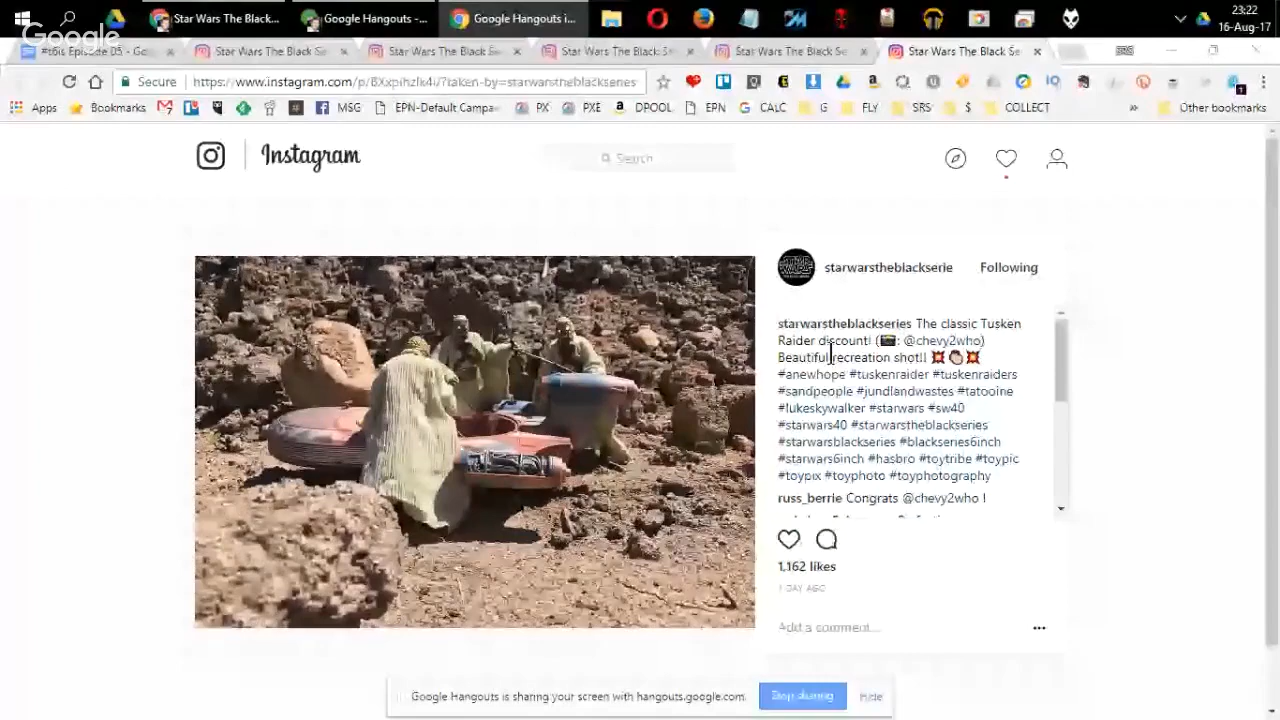 Star Wars The Black...
Google Hangouts -...
Google Hangouts i...
23:22
16-Aug-17
Google
#t6is Episode 05 - Go
Star Wars The Black Se
Star Wars The Black Se
Star Wars The Black S
Star Wars The Black Se
Star Wars The Black Se
Secure
https://www.instagram.com/p/BXxpihzlk4i/?taken-by=starwarstheblackseries
Apps
Bookmarks
MSG
EPN-Default Campa
PX
PXE
DPOOL
EPN
CALC
G
FLY
SRS
$
COLLECT
Other bookmarks
Instagram
Search
starwarstheblackserie
Following
starwarstheblackseries The classic Tusken
Raider discount! (📷: @chevy2who)
Beautiful recreation shot!! 💥👏💥
#anewhope #tuskenraider #tuskenraiders
#sandpeople #jundlandwastes #tatooine
#lukeskywalker #starwars #sw40
#starwars40 #starwarstheblackseries
#starwarsblackseries #blackseries6inch
#starwars6inch #hasbro #toytribe #toypic
#toypix #toyphoto #toyphotography
russ_berrie Congrats @chevy2who !
1,162 likes
1 DAY AGO
Add a comment...
Google Hangouts is sharing your screen with hangouts.google.com.
Stop sharing
Hide